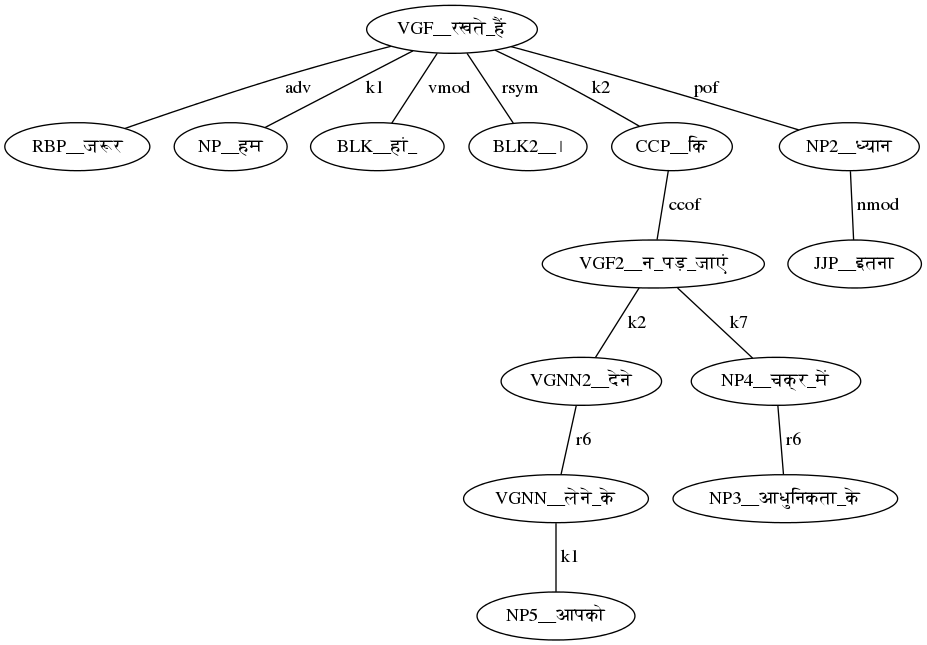 VGF__रखते_हैं
adv k1 vmod rsym k2 pof
RBP__जरूर NP__हम BLK__हां_ BLK2__। CCP__कि NP2__ध्यान
ccof nmod
VGF2__न_पड़_जाएं JJP__इतना
k2 k7
VGNN2__देने NP4__चक्र_में
r6 r6
VGNN__लेने_के NP3__आधुनिकता_के
k1
NP5__आपको